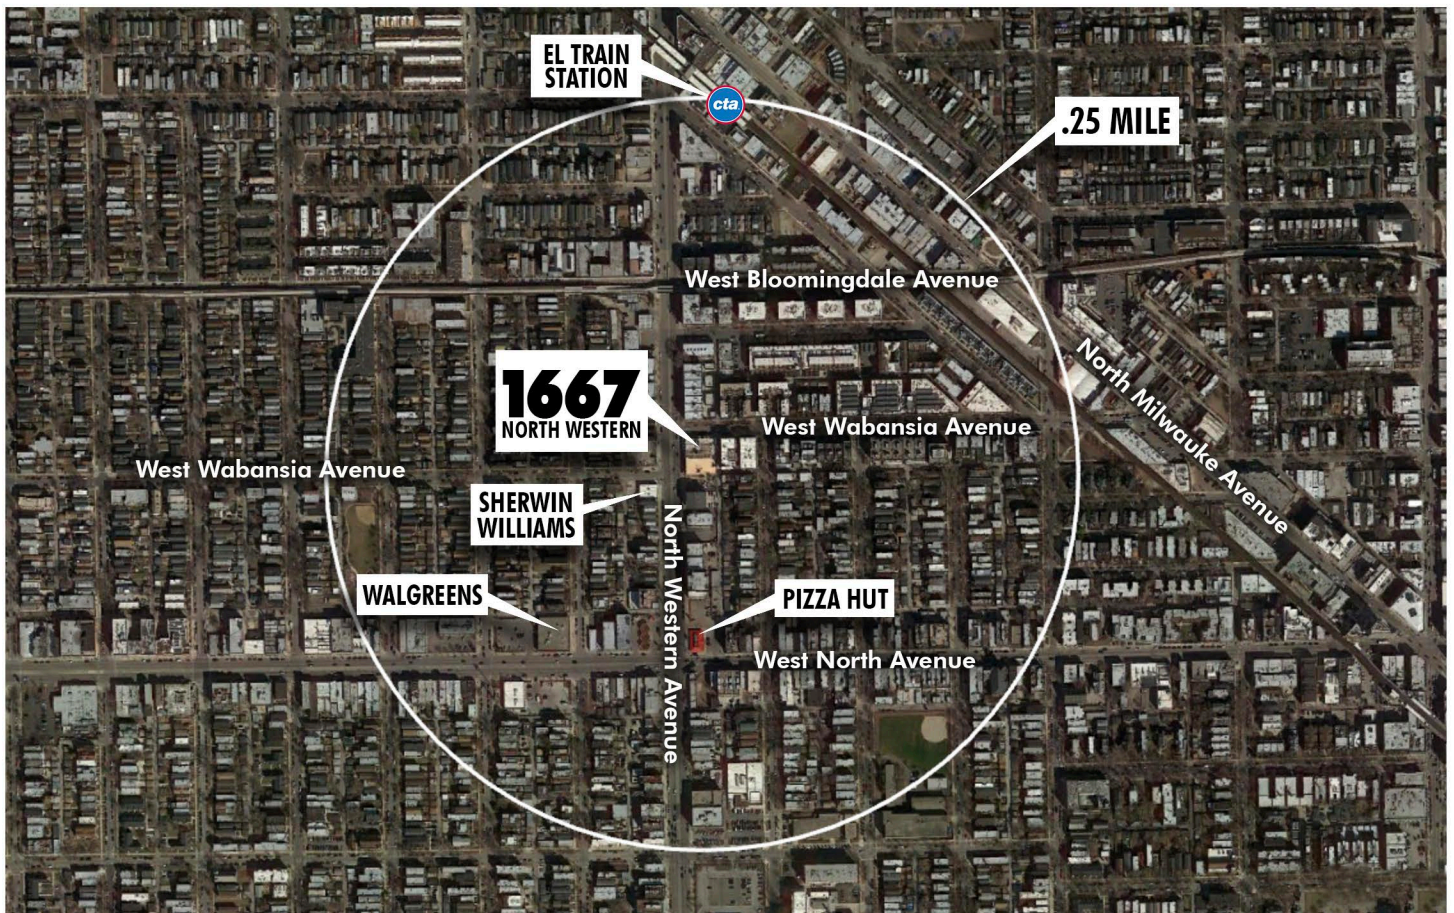 EL TRAIN
STATION
cta
.25 MILE
West Bloomingdale Avenue
1667
NORTH WESTERN
North Milwauke Avenue
West Wabansia Avenue
West Wabansia Avenue
SHERWIN
WILLIAMS
North Western Avenue
WALGREENS
PIZZA HUT
West North Avenue